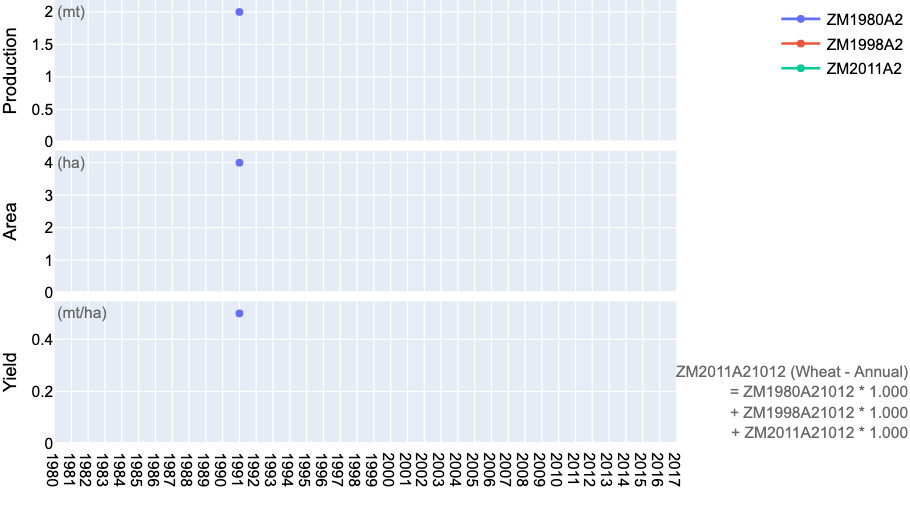 2 (mt)
1.5
1
0.5
0
Production
ZM1980A2
ZM1998A2
ZM2011A2
4 (ha)
3
2
1
0
Area
(mt/ha)
0.4
0.2
0
Yield
ZM2011A21012 (Wheat - Annual)
= ZM1980A21012 * 1.000
+ ZM1998A21012 * 1.000
+ ZM2011A21012 * 1.000
1980 1981 1982 1983 1984 1985 1986 1987 1988 1989 1990 1991 1992 1993 1994 1995 1996 1997 1998 1999 2000 2001 2002 2003 2004 2005 2006 2007 2008 2009 2010 2011 2012 2013 2014 2015 2016 2017